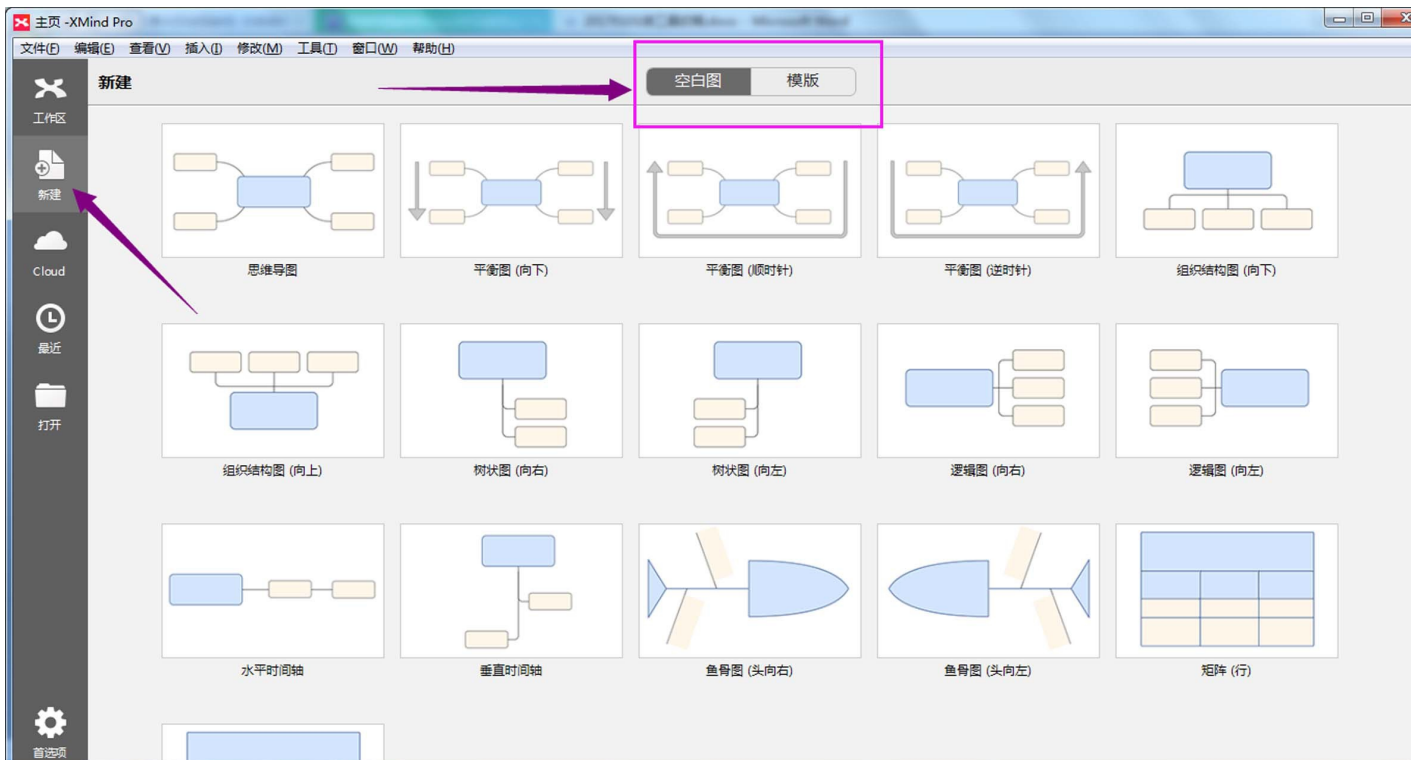 主页 -XMind Pro
文件(F) 编辑(E) 查看(V) 插入(I) 修改(M) 工具(T) 窗口(W) 帮助(H)
新建
空白图 模版
工作区
新建
Cloud
最近
打开
首选项
思维导图 平衡图 (向下) 平衡图 (顺时针) 平衡图 (逆时针) 组织结构图 (向下)
组织结构图 (向上) 树状图 (向右) 树状图 (向左) 逻辑图 (向右) 逻辑图 (向左)
水平时间轴 垂直时间轴 鱼骨图 (头向右) 鱼骨图 (头向左) 矩阵 (行)